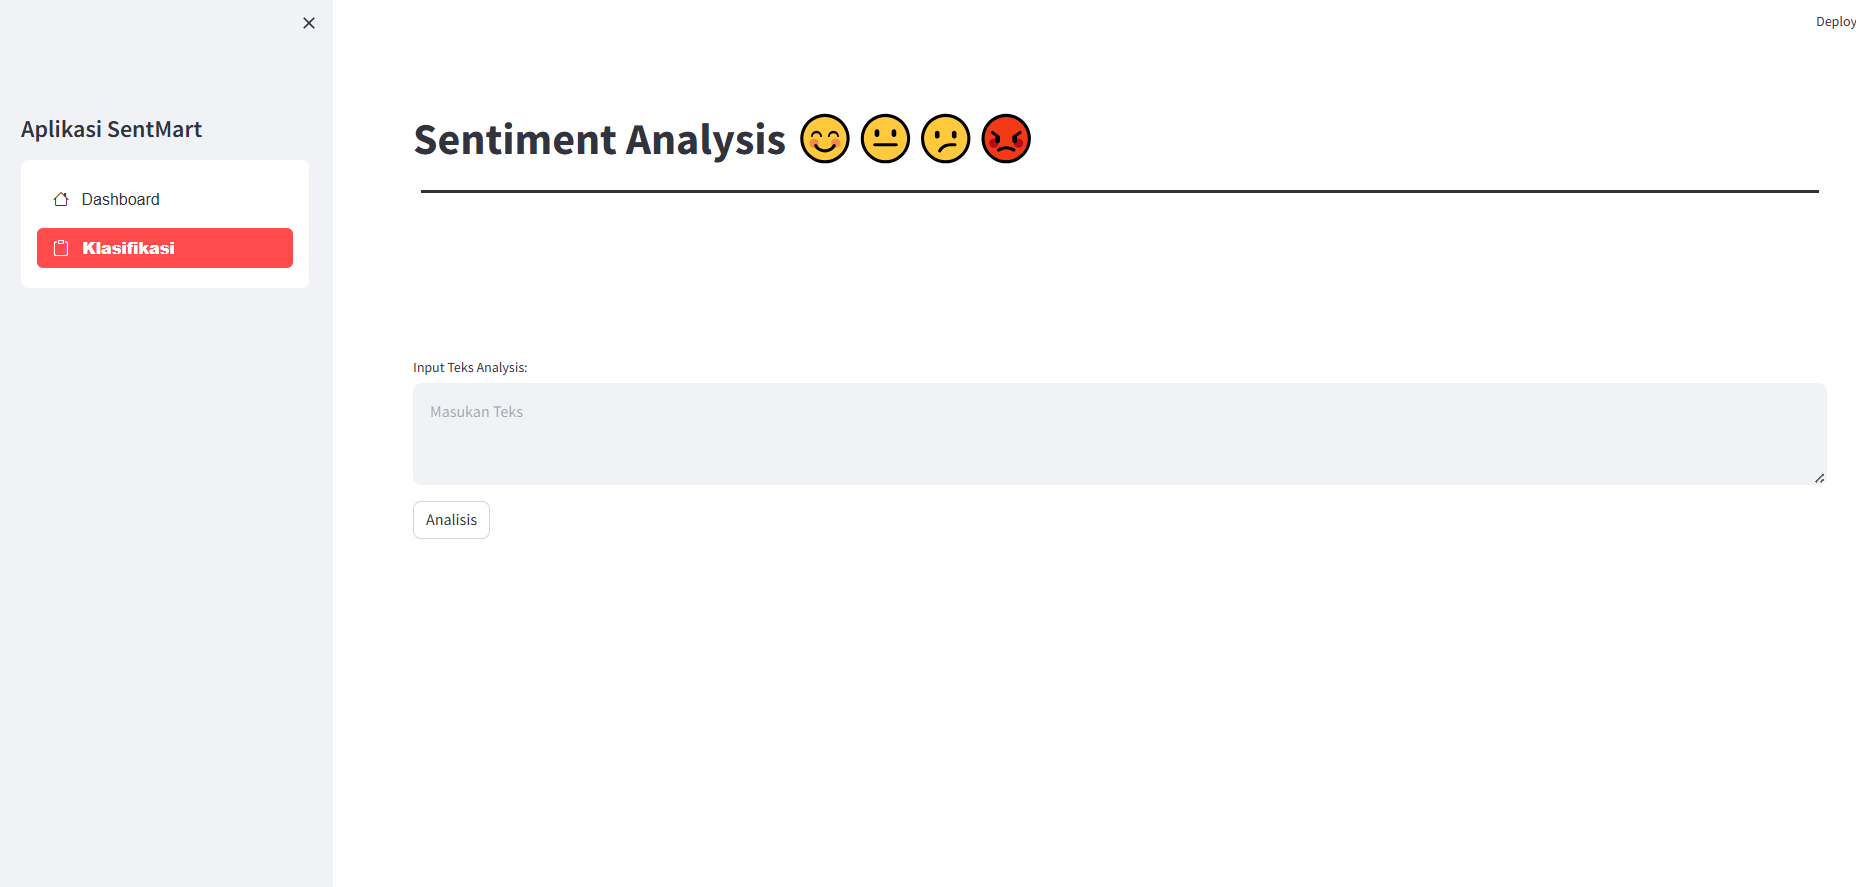 Deploy
Aplikasi SentMart
Dashboard
Klasifikasi
Sentiment Analysis
Input Teks Analysis:
Masukan Teks
Analisis